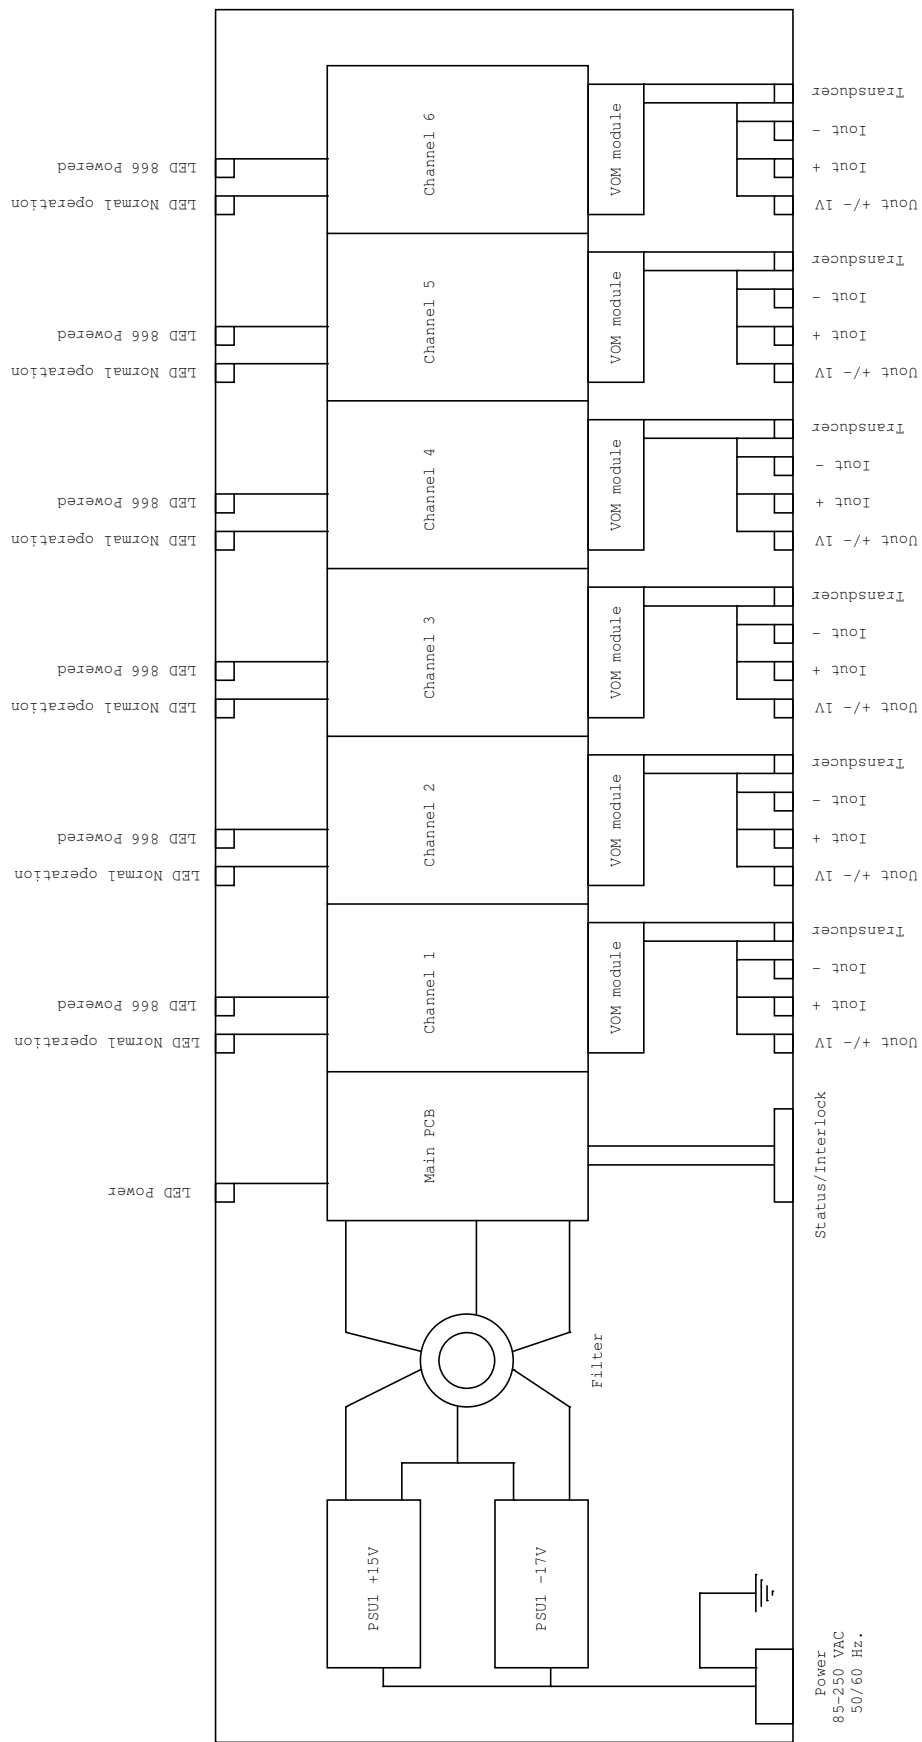 Channel 6
VOM module
Transducer
Iout -
Iout +
Uout +/- 1V
LED 866 Powered
LED Normal operation
Channel 5
VOM module
Transducer
Iout -
Iout +
Uout +/- 1V
LED 866 Powered
LED Normal operation
Channel 4
VOM module
Transducer
Iout -
Iout +
Uout +/- 1V
LED 866 Powered
LED Normal operation
Channel 3
VOM module
Transducer
Iout -
Iout +
Uout +/- 1V
LED 866 Powered
LED Normal operation
Channel 2
VOM module
Transducer
Iout -
Iout +
Uout +/- 1V
LED 866 Powered
LED Normal operation
Channel 1
VOM module
Transducer
Iout -
Iout +
Uout +/- 1V
LED 866 Powered
LED Normal operation
Main PCB
Status/Interlock
LED Power
Filter
PSU1 +15V
PSU1 -17V
Power
85-250 VAC
50/60 Hz.